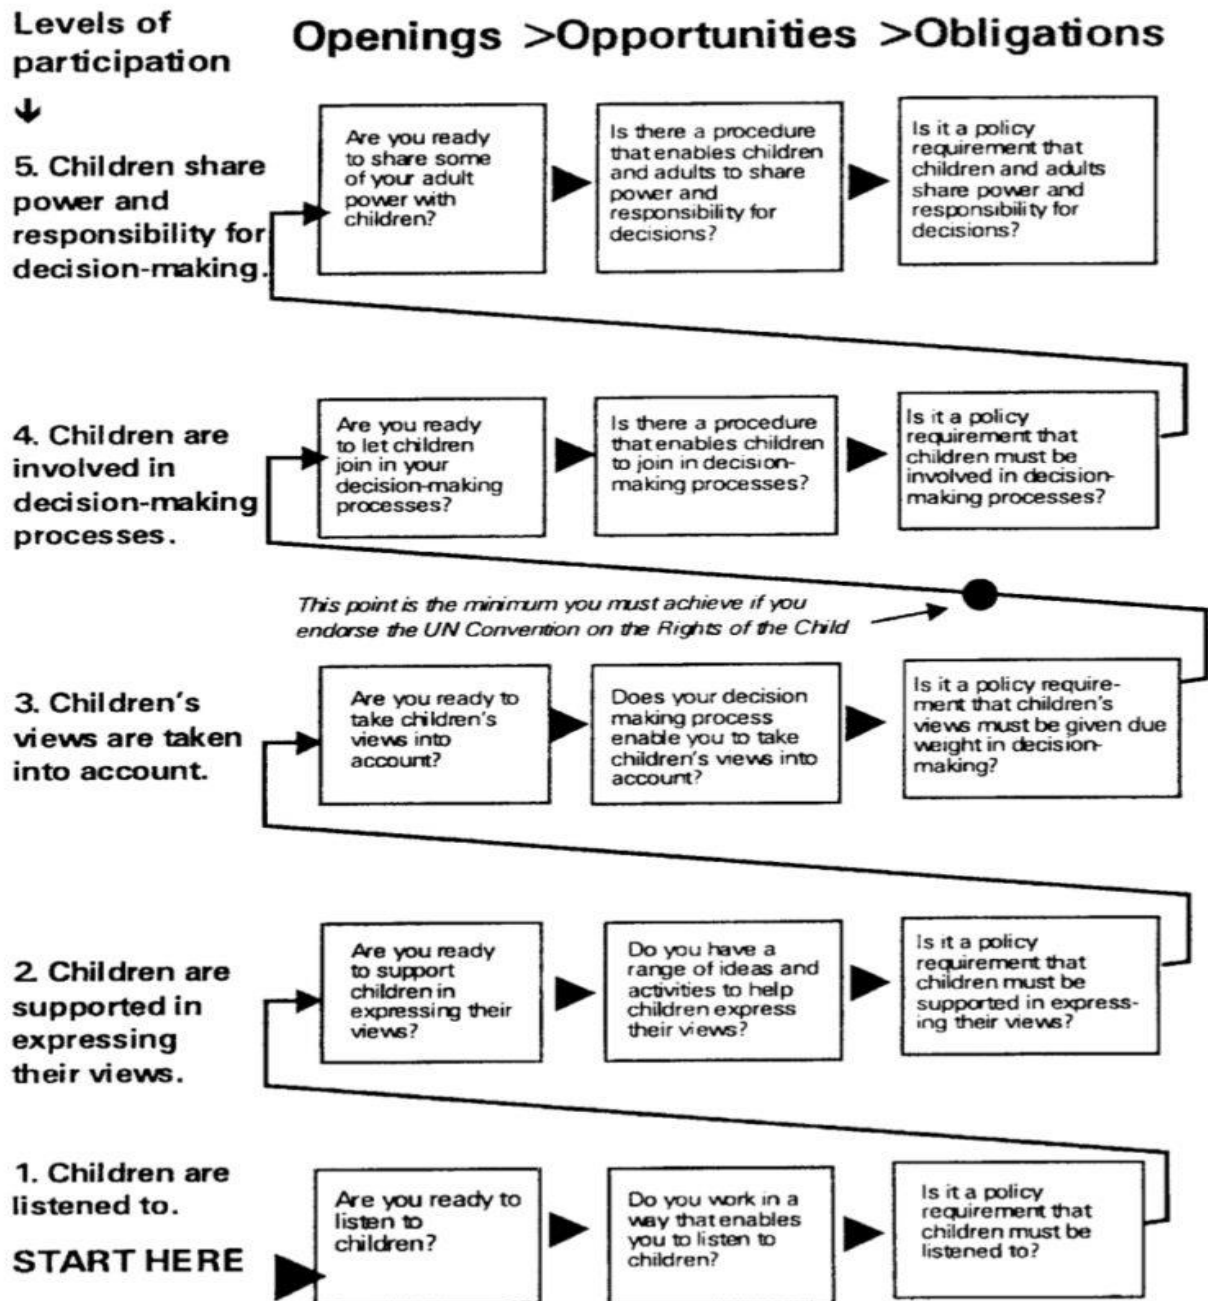 Levels of
participation
Openings >Opportunities >Obligations
5. Children share
power and
responsibility for
decision-making.
Are you ready
to share some
of your adult
power with
children?
Is there a procedure
that enables children
and adults to share
power and
responsibility for
decisions?
Is it a policy
requirement that
children and adults
share power and
responsibility for
decisions?
4. Children are
involved in
decision-making
processes.
Are you ready
to let children
join in your
decision-making
processes?
Is there a procedure
that enables children
to join in decision-
making processes?
Is it a policy
requirement that
children must be
involved in decision-
making processes?
This point is the minimum you must achieve if you
endorse the UN Convention on the Rights of the Child
3. Children's
views are taken
into account.
Are you ready to
take children's
views into
account?
Does your decision
making process
enable you to take
children's views into
account?
Is it a policy require-
ment that children's
views must be given due
weight in decision-
making?
2. Children are
supported in
expressing
their views.
Are you ready
to support
children in
expressing their
views?
Do you have a
range of ideas and
activities to help
children express
their views?
Is it a policy
requirement that
children must be
supported in express-
ing their views?
1. Children are
listened to.
START HERE
Are you ready to
listen to
children?
Do you work in a
way that enables
you to listen to
children?
Is it a policy
requirement that
children must be
listened to?